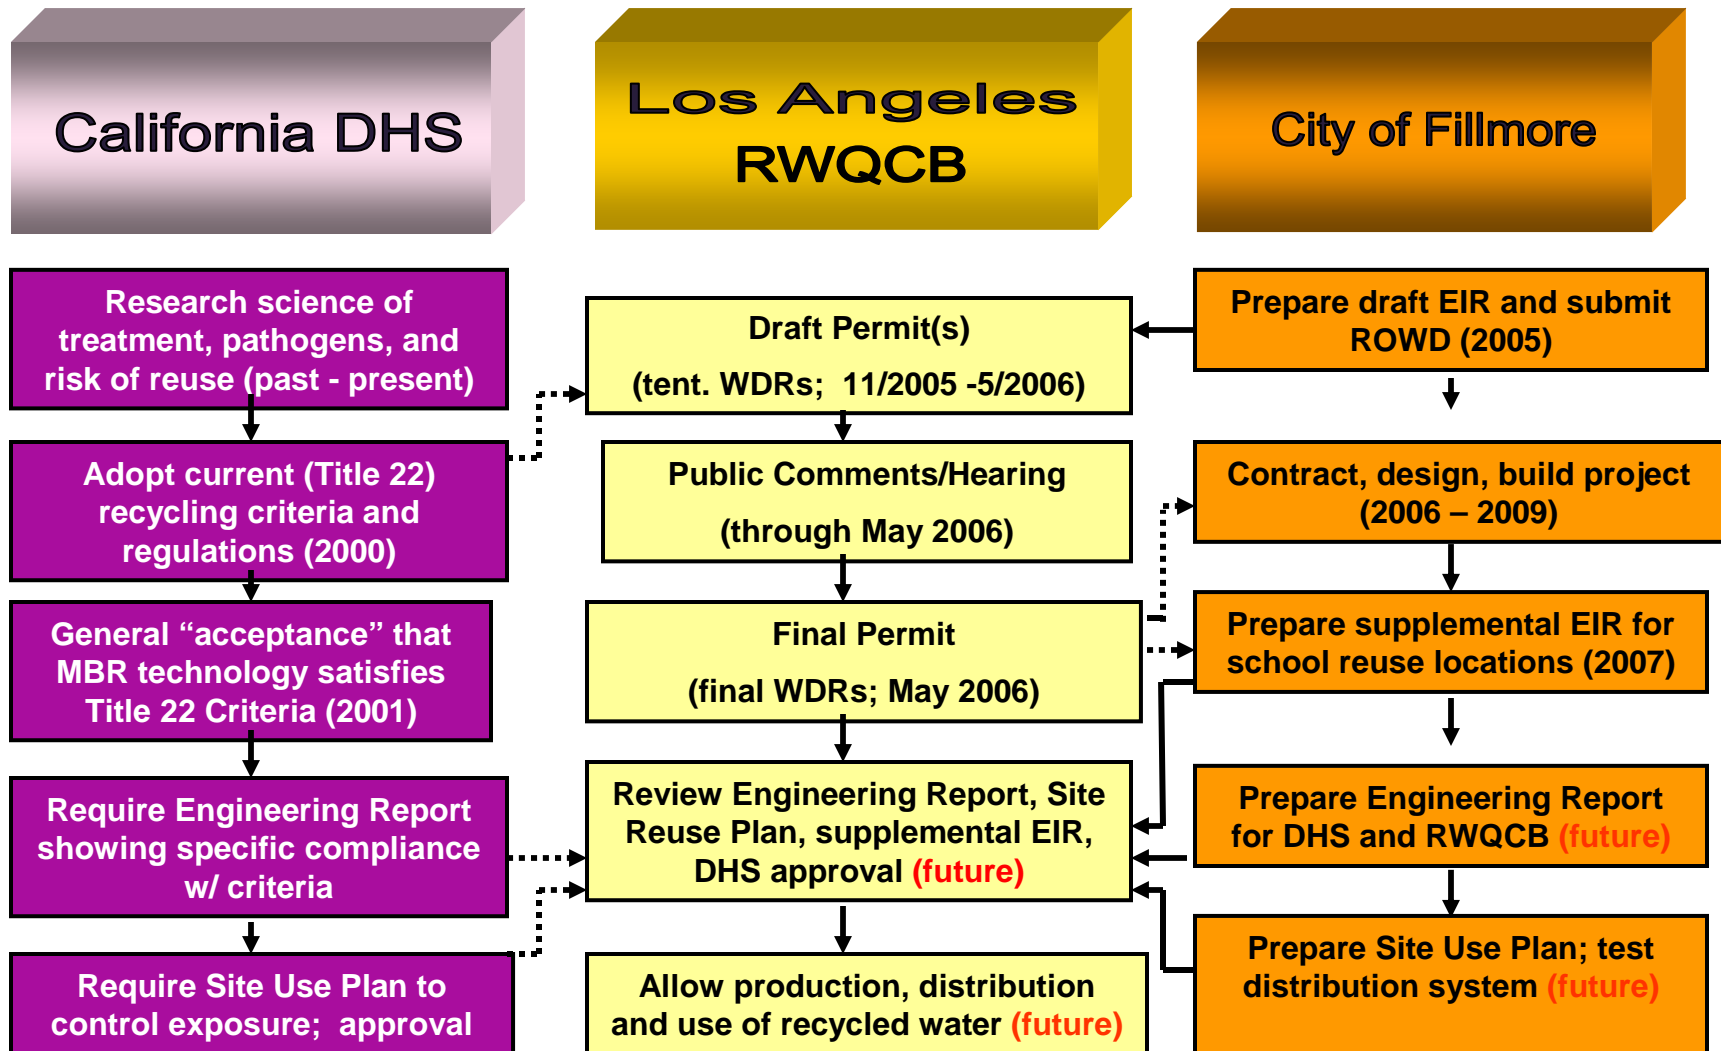 California DHS
Los Angeles
RWQCB
City of Fillmore
Research science of
treatment, pathogens, and
risk of reuse (past - present)
Adopt current (Title 22)
recycling criteria and
regulations (2000)
General “acceptance” that
MBR technology satisfies
Title 22 Criteria (2001)
Require Engineering Report
showing specific compliance
w/ criteria
Require Site Use Plan to
control exposure;  approval
Draft Permit(s)
(tent. WDRs;  11/2005 -5/2006)
Public Comments/Hearing
(through May 2006)
Final Permit
(final WDRs; May 2006)
Review Engineering Report, Site
Reuse Plan, supplemental EIR,
DHS approval (future)
Allow production, distribution
and use of recycled water (future)
Prepare draft EIR and submit
ROWD (2005)
Contract, design, build project
(2006 – 2009)
Prepare supplemental EIR for
school reuse locations (2007)
Prepare Engineering Report
for DHS and RWQCB (future)
Prepare Site Use Plan; test
distribution system (future)